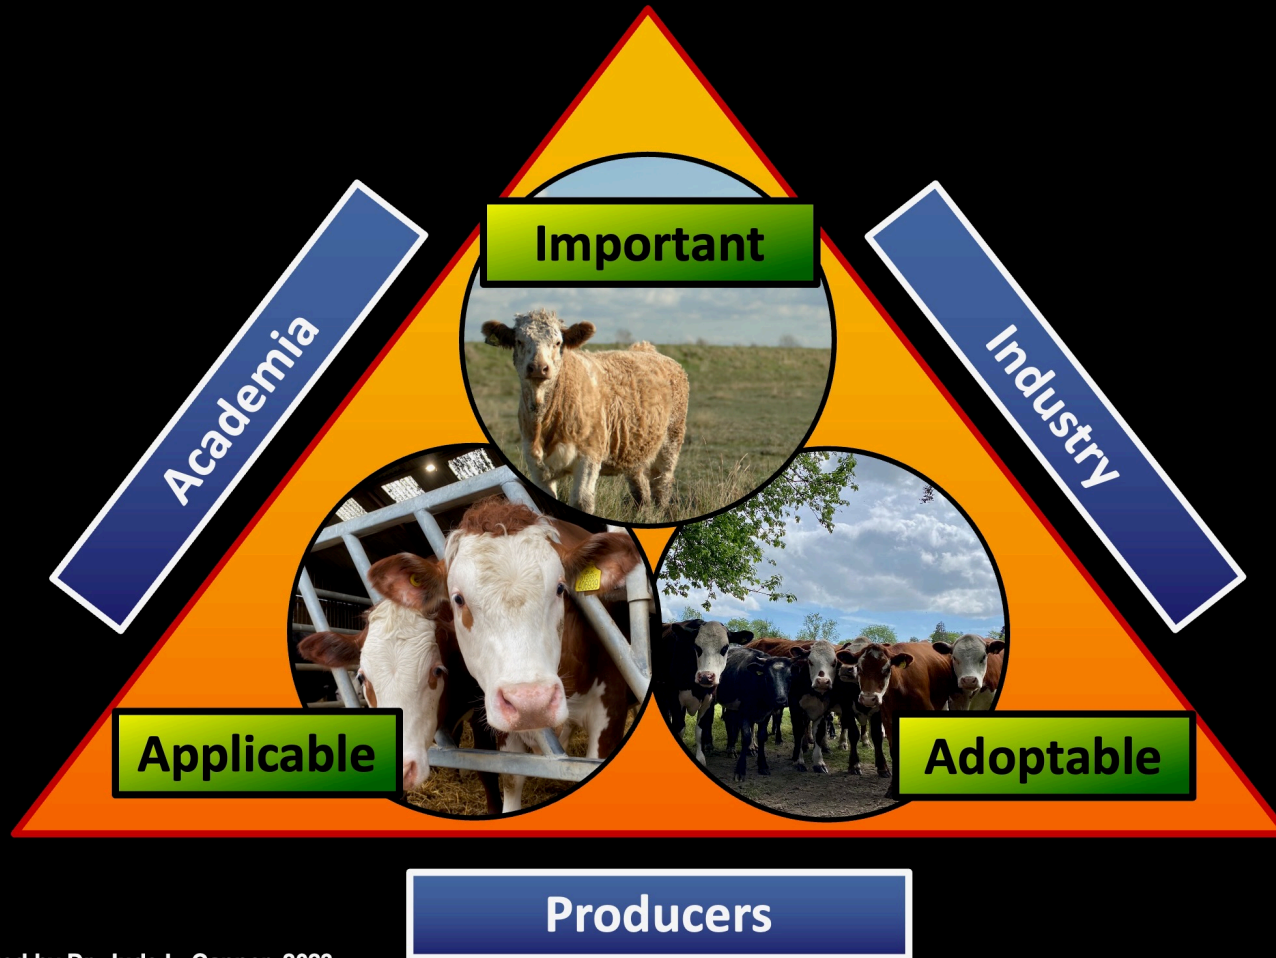 Important
Academia
Industry
Applicable
Adoptable
Producers